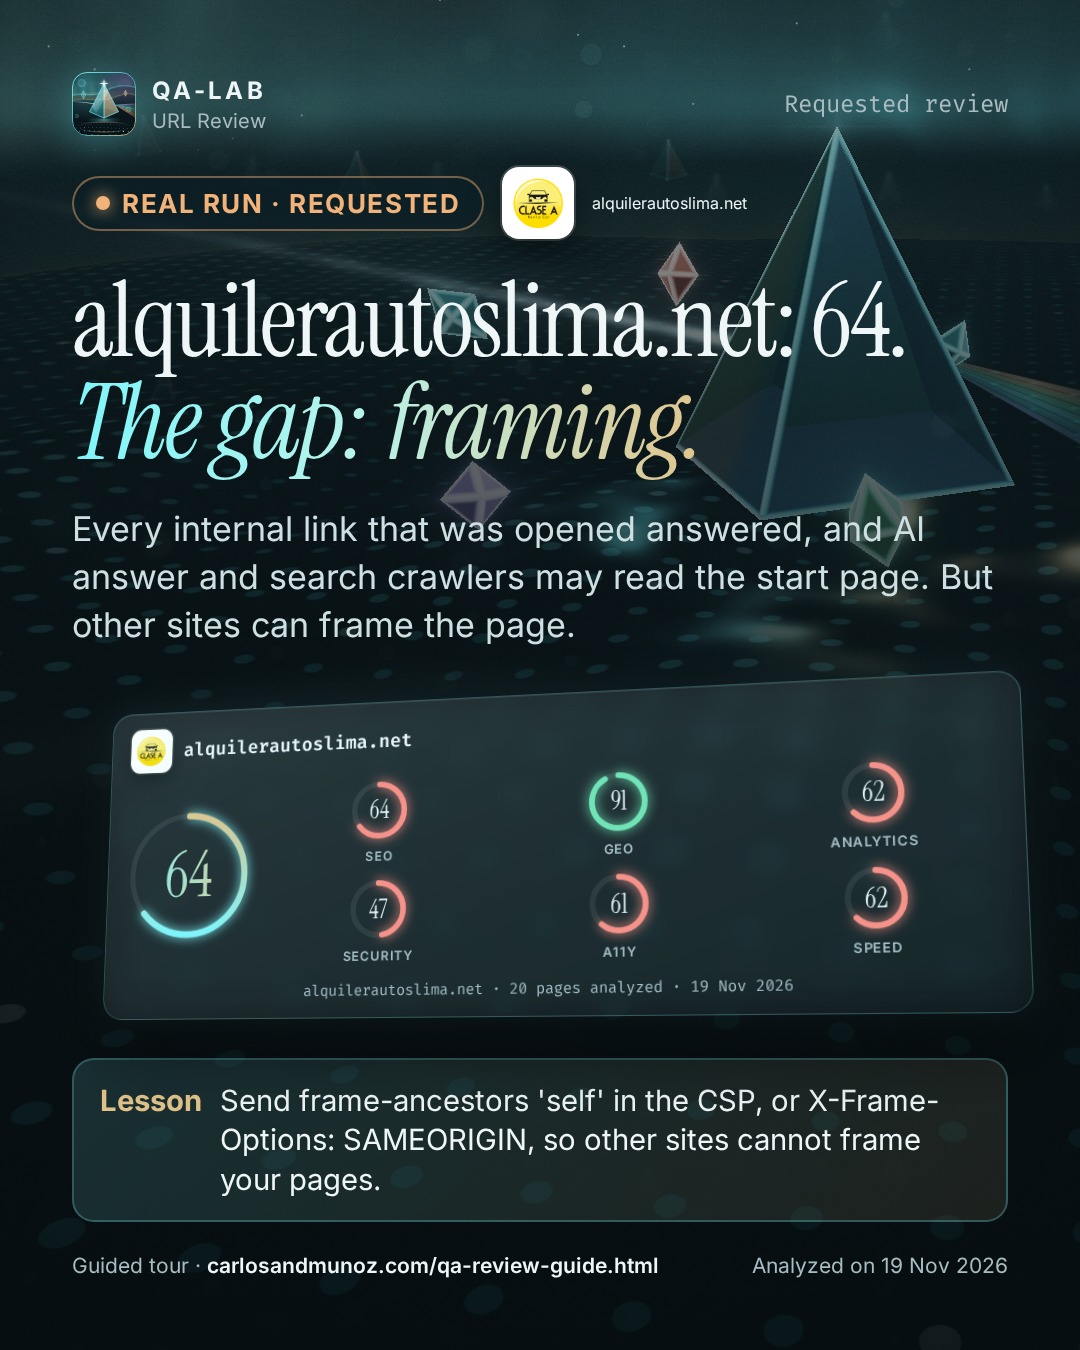 QA-LAB
URL Review
Requested review
REAL RUN · REQUESTED
CLASE A
alquilerautoslima.net
alquilerautoslima.net: 64.
The gap: framing.
Every internal link that was opened answered, and AI
answer and search crawlers may read the start page. But
other sites can frame the page.
CLASE A
alquilerautoslima.net
64
64
SEO
91
GEO
62
ANALYTICS
47
SECURITY
61
A11Y
62
SPEED
alquilerautoslima.net · 20 pages analyzed · 19 Nov 2026
Lesson
Send frame-ancestors 'self' in the CSP, or X-Frame-
Options: SAMEORIGIN, so other sites cannot frame
your pages.
Guided tour · carlosandmunoz.com/qa-review-guide.html
Analyzed on 19 Nov 2026